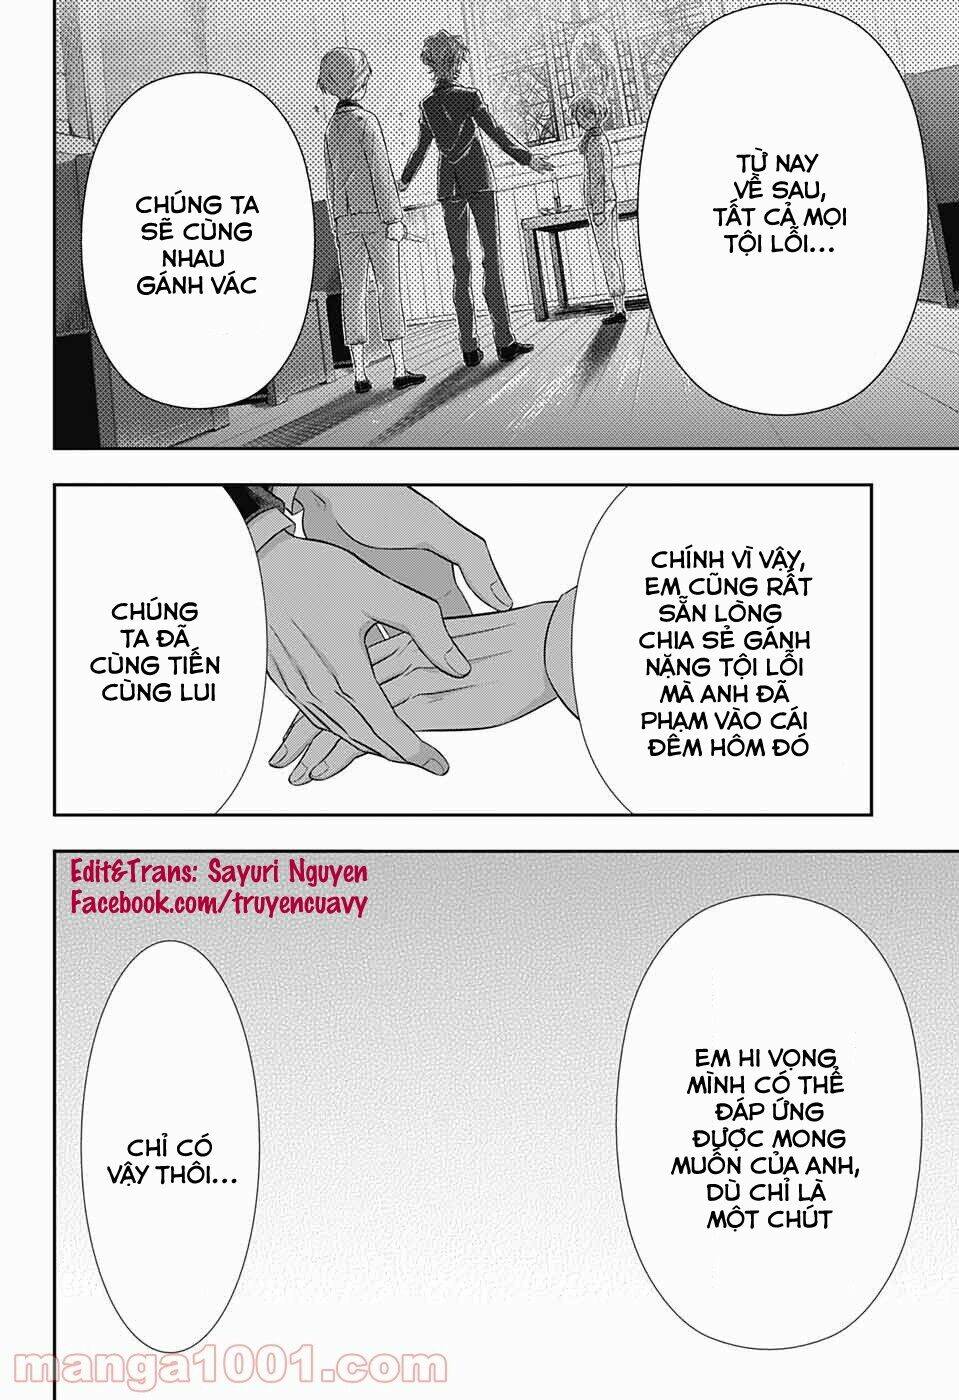 TỪ NAY
VỀ SAU,
TẤT CẢ MỌI
TỘI LỖI...
CHÚNG TA
SẼ CÙNG
NHAU
GÁNH VÁC
CHÍNH VÌ VẬY,
EM CŨNG RẤT
SẴN LÒNG
CHIA SẺ GÁNH
NẶNG TỘI LỖI
MÀ ANH ĐÃ
PHẠM VÀO CÁI
ĐÊM HÔM ĐÓ
CHÚNG
TA ĐÃ
CÙNG TIẾN
CÙNG LUI
Edit&Trans: Sayuri Nguyen
Facebook.com/truyencuavy
EM HI VỌNG
MÌNH CÓ THỂ
ĐÁP ỨNG
ĐƯỢC MONG
MUỐN CỦA ANH,
DÙ CHỈ LÀ
MỘT CHÚT
CHỈ CÓ
VẬY THÔI...
manga1001.com